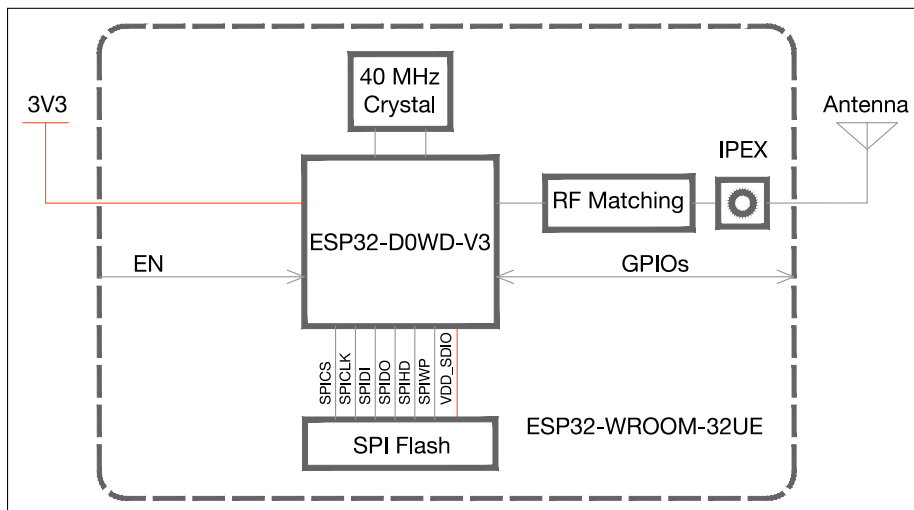 40 MHz
Crystal
3V3
Antenna
IPEX
RF Matching
ESP32-D0WD-V3
EN
GPIOs
SPICS
SPICLK
SPIDI
SPIDO
SPIHD
SPIWP
VDD_SDIO
SPI Flash
ESP32-WROOM-32UE